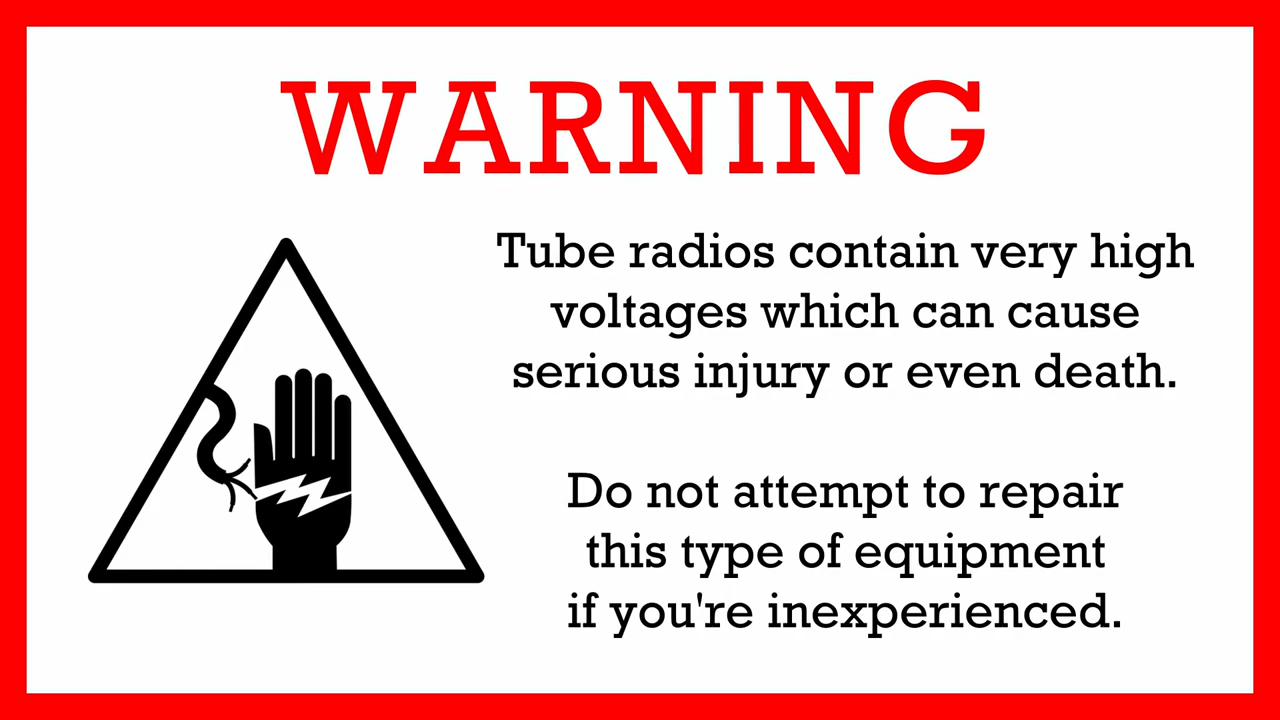 WARNING
Tube radios contain very high
voltages which can cause
serious injury or even death.
Do not attempt to repair
this type of equipment
if you're inexperienced.